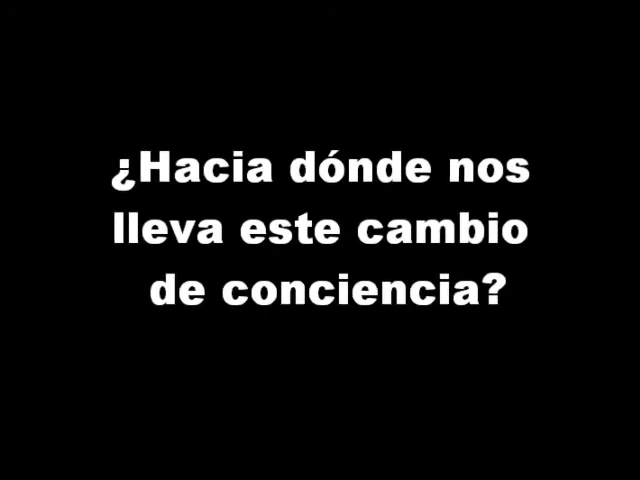 ¿Hacia dónde nos
lleva este cambio
de conciencia?